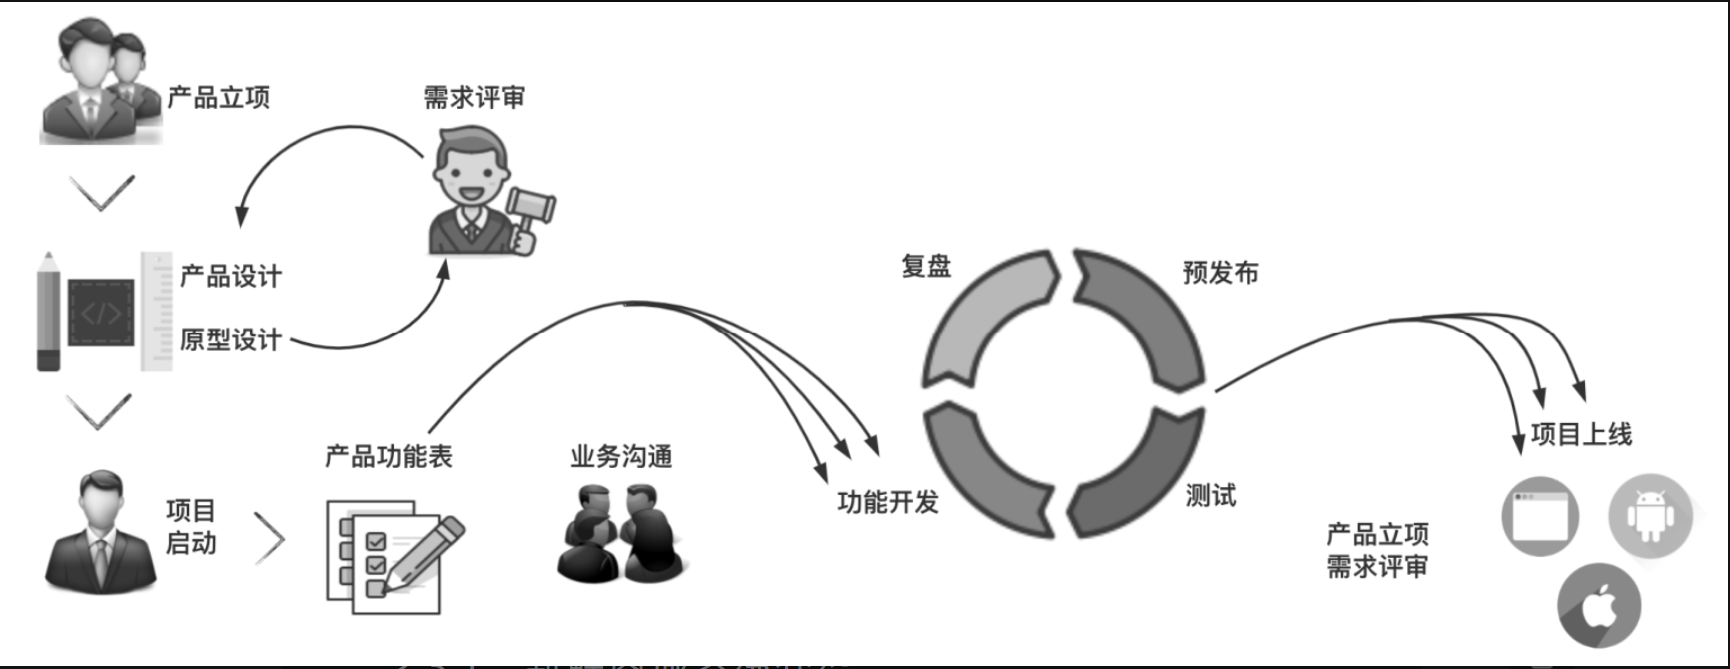 产品立项
需求评审
产品设计
原型设计
项目
启动
产品功能表
业务沟通
功能开发
复盘
预发布
测试
项目上线
产品立项
需求评审